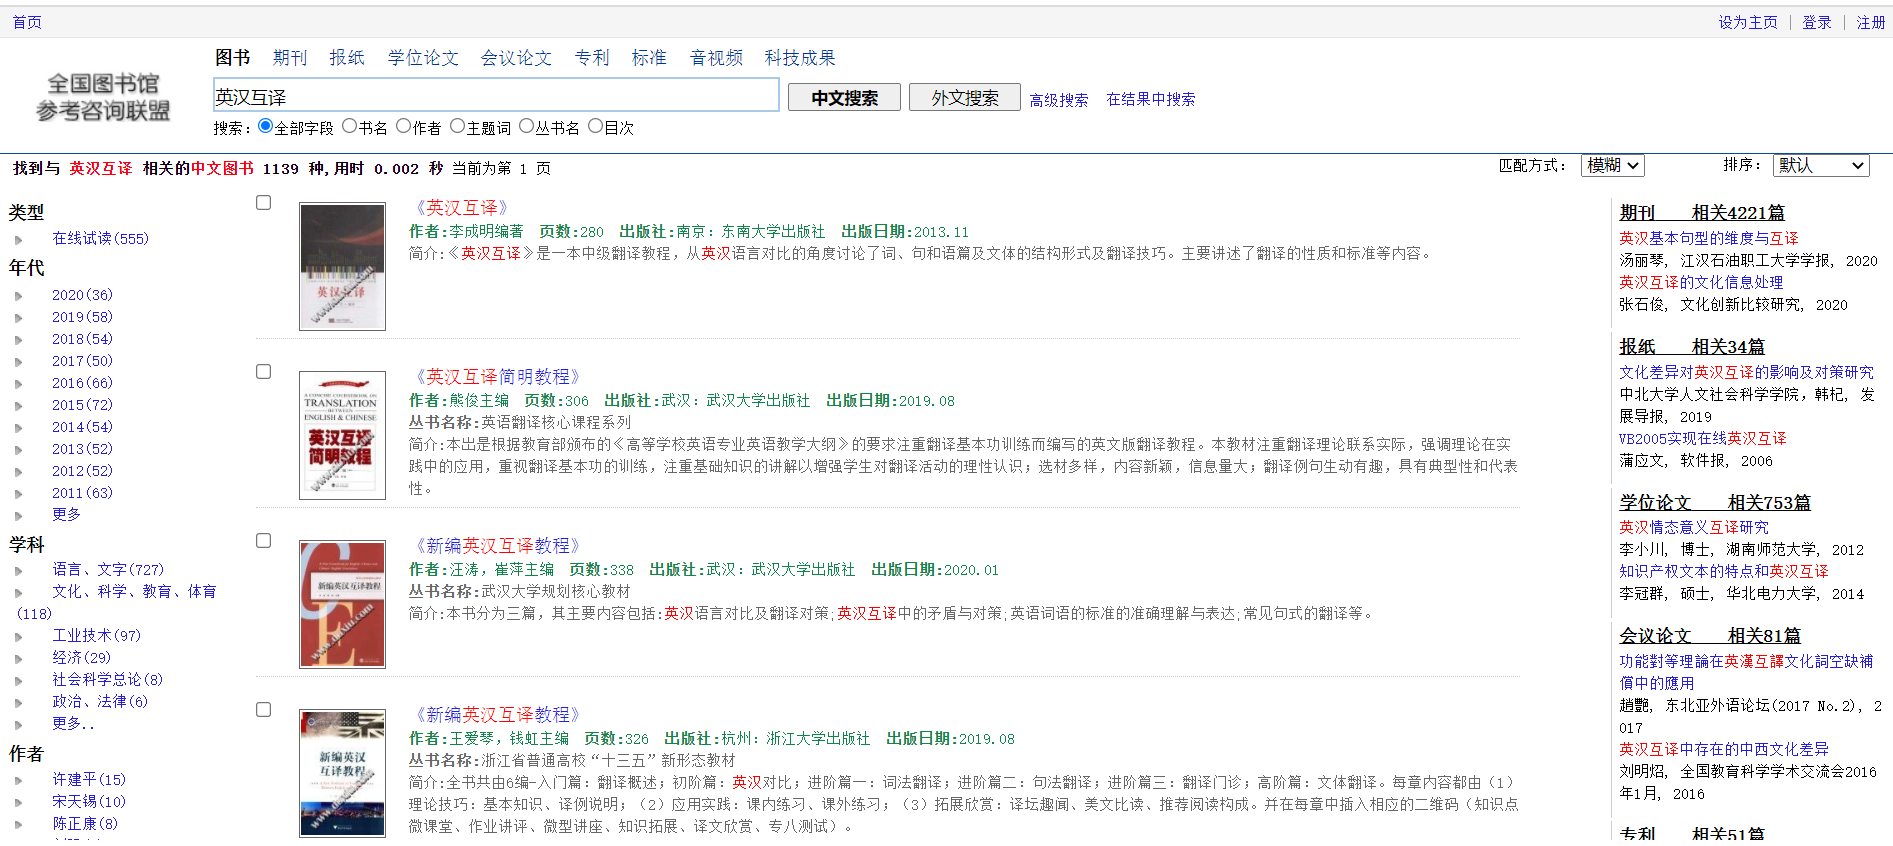 首页
设为主页 | 登录 | 注册
全国图书馆
参考咨询联盟
图书 期刊 报纸 学位论文 会议论文 专利 标准 音视频 科技成果
英汉互译 中文搜索 外文搜索 高级搜索 在结果中搜索
搜索: 全部字段 书名 作者 主题词 丛书名 目次
找到与 英汉互译 相关的中文图书 1139 种,用时 0.002 秒 当前为第 1 页
匹配方式: 模糊 排序: 默认
类型
在线试读(555)
年代
2020(36)
2019(58)
2018(54)
2017(50)
2016(66)
2015(72)
2014(54)
2013(52)
2012(52)
2011(63)
更多
学科
语言、文字(727)
文化、科学、教育、体育
(118)
工业技术(97)
经济(29)
社会科学总论(8)
政治、法律(6)
更多..
作者
许建平(15)
宋天锡(10)
陈正康(8)
英汉互译
《英汉互译》
作者:李成明编著 页数:280 出版社:南京: 东南大学出版社 出版日期:2013.11
简介:《英汉互译》是一本中级翻译教程，从英汉语言对比的角度讨论了词、句和语篇及文体的结构形式及翻译技巧。主要讲述了翻译的性质和标准等内容。
A CONCISE COURSEBOOK ON
TRANSLATION
BETWEEN
ENGLISH & CHINESE
英汉互译
简明教程
《英汉互译简明教程》
作者:熊俊主编 页数:306 出版社:武汉: 武汉大学出版社 出版日期:2019.08
丛书名称:英语翻译核心课程系列
简介:本出是根据教育部颁布的《高等学校英语专业英语教学大纲》的要求注重翻译基本功训练而编写的英文版翻译教程。本教材注重翻译理论联系实际，强调理论在实
践中的应用，重视翻译基本功的训练，注重基础知识的讲解以增强学生对翻译活动的理性认识；选材多样，内容新颖，信息量大；翻译例句生动有趣，具有典型性和代表
性。
新编英汉互译教程
《新编英汉互译教程》
作者:汪涛，崔萍主编 页数:338 出版社:武汉: 武汉大学出版社 出版日期:2020.01
丛书名称:武汉大学规划核心教材
简介:本书分为三篇，其主要内容包括:英汉语言对比及翻译对策;英汉互译中的矛盾与对策;英语词语的标准的准确理解与表达;常见句式的翻译等。
新编英汉
互译教程
《新编英汉互译教程》
作者:王爱琴，钱虹主编 页数:326 出版社:杭州: 浙江大学出版社 出版日期:2019.08
丛书名称:浙江省普通高校“十三五”新形态教材
简介:全书共由6编-入门篇: 翻译概述；初阶篇: 英汉对比；进阶篇一: 词法翻译；进阶篇二: 句法翻译；进阶篇三: 翻译门诊；高阶篇: 文体翻译。每章内容都由（1）
理论技巧: 基本知识、译例说明；（2）应用实践: 课内练习、课外练习；（3）拓展欣赏: 译坛趣闻、美文比读、推荐阅读构成。并在每章中插入相应的二维码（知识点
微课堂、作业讲评、微型讲座、知识拓展、译文欣赏、专八测试）。
期刊 相关4221篇
英汉基本句型的维度与互译
汤丽琴, 江汉石油职工大学学报, 2020
英汉互译的文化信息处理
张石俊, 文化创新比较研究, 2020
报纸 相关34篇
文化差异对英汉互译的影响及对策研究
中北大学人文社会科学学院，韩杞, 发
展导报, 2019
VB2005实现在线英汉互译
蒲应文, 软件报, 2006
学位论文 相关753篇
英汉情态意义互译研究
李小川, 博士, 湖南师范大学, 2012
知识产权文本的特点和英汉互译
李冠群, 硕士, 华北电力大学, 2014
会议论文 相关81篇
功能對等理論在英漢互譯文化詞空缺補
償中的應用
趙艷, 东北亚外语论坛(2017 No.2), 2
017
英汉互译中存在的中西文化差异
刘明炤, 全国教育科学学术交流会2016
年1月, 2016
专利 相关51篇